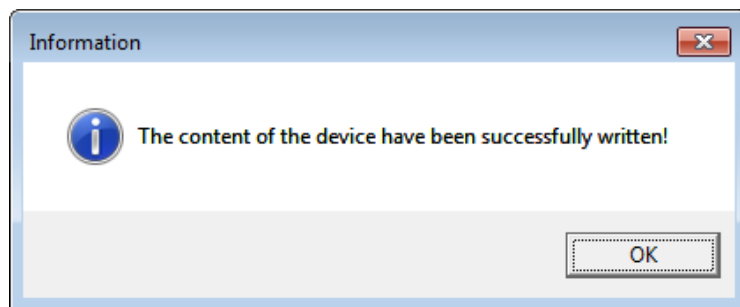 Information
The content of the device have been successfully written!
OK